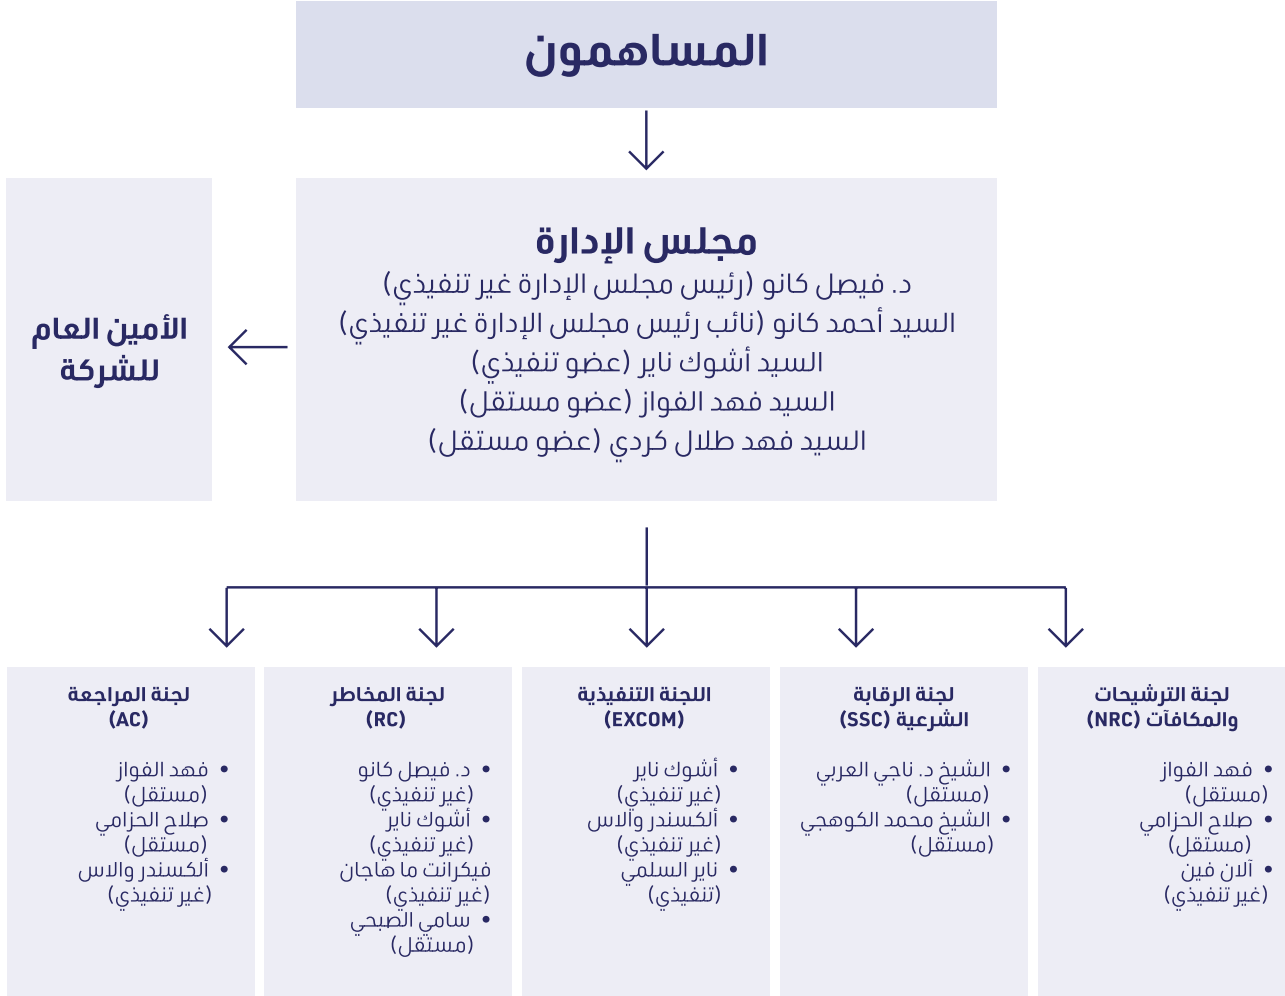 المساهمون
مجلس الإدارة
د. فيصل كانو (رئيس مجلس الإدارة غير تنفيذي)
السيد أحمد كانو (نائب رئيس مجلس الإدارة غير تنفيذي)
السيد أشوك ناير (عضو تنفيذي)
السيد فهد الفواز (عضو مستقل)
السيد فهد طلال كردي (عضو مستقل)
الأمين العام
للشركة
لجنة الترشيحات
والمكافآت (NRC)
• فهد الفواز
(مستقل)
• صلاح الحزامي
(مستقل)
• آلان فين
(غير تنفيذي)
لجنة الرقابة
الشرعية (SSC)
• الشيخ د. ناجي العربي
(مستقل)
• الشيخ محمد الكوهجي
(مستقل)
اللجنة التنفيذية
(EXCOM)
• أشوك ناير
(غير تنفيذي)
• ألكسندر والاس
(غير تنفيذي)
• ناير السلمي
(تنفيذي)
لجنة المخاطر
(RC)
• د. فيصل كانو
(غير تنفيذي)
• أشوك ناير
(غير تنفيذي)
فيكرانت ما هاجان
(غير تنفيذي)
• سامي الصبحي
(مستقل)
لجنة المراجعة
(AC)
• فهد الفواز
(مستقل)
• صلاح الحزامي
(مستقل)
• ألكسندر والاس
(غير تنفيذي)